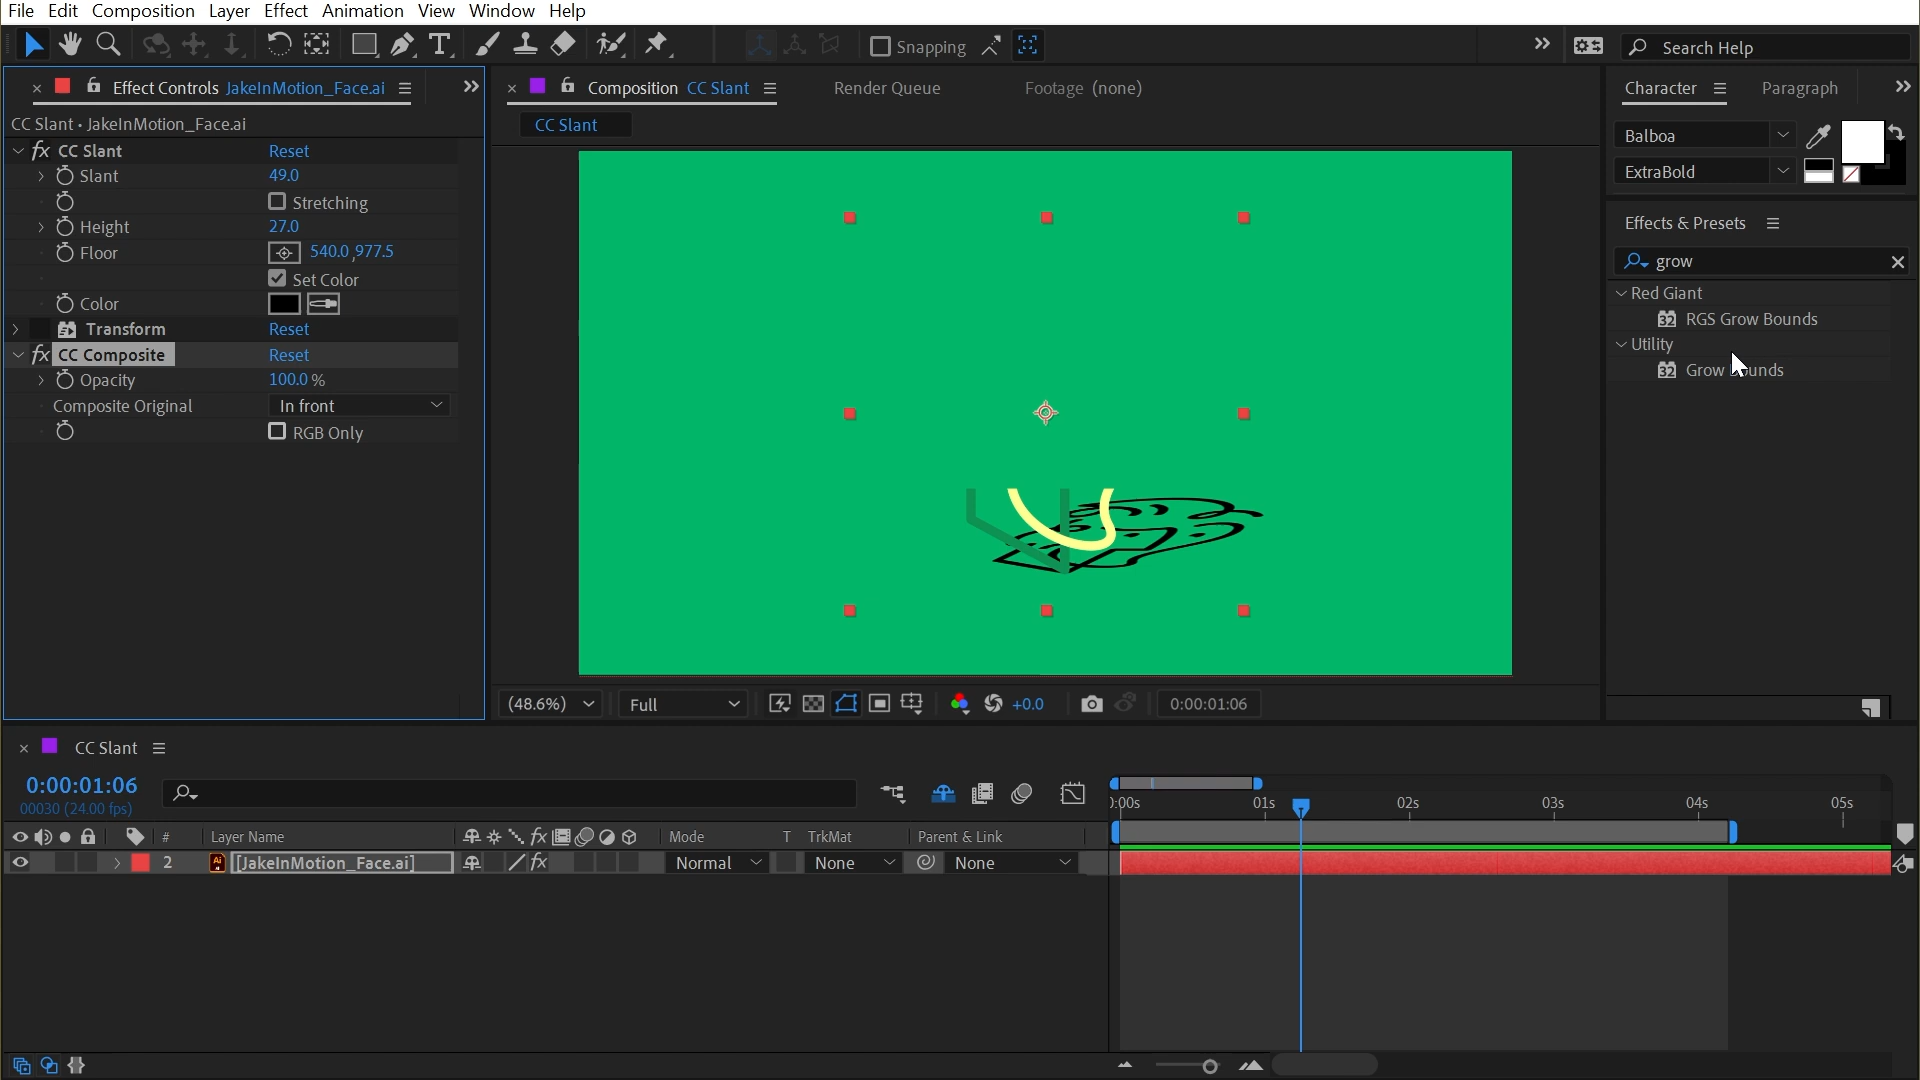 File Edit Composition Layer Effect Animation View Window Help
Snapping
Search Help
Effect Controls JakeInMotion_Face.ai
Composition CC Slant
Render Queue
Footage (none)
Character
Paragraph
CC Slant • JakeInMotion_Face.ai
CC Slant
Balboa
ExtraBold
CC Slant Reset
Slant 49.0
Stretching
Height 27.0
Floor 540.0,977.5
Set Color
Color
Transform Reset
CC Composite Reset
Opacity 100.0 %
Composite Original In front
RGB Only
Effects & Presets
grow
Red Giant
32 RGS Grow Bounds
Utility
32
(48.6%)
Full
+0.0
0:00:01:06
CC Slant
0:00:01:06
00030 (24.00 fps)
01s 02s 03s 04s 05s
# Layer Name fx Mode T TrkMat Parent & Link
2 Ai [JakeInMotion_Face.ai] fx Normal None None